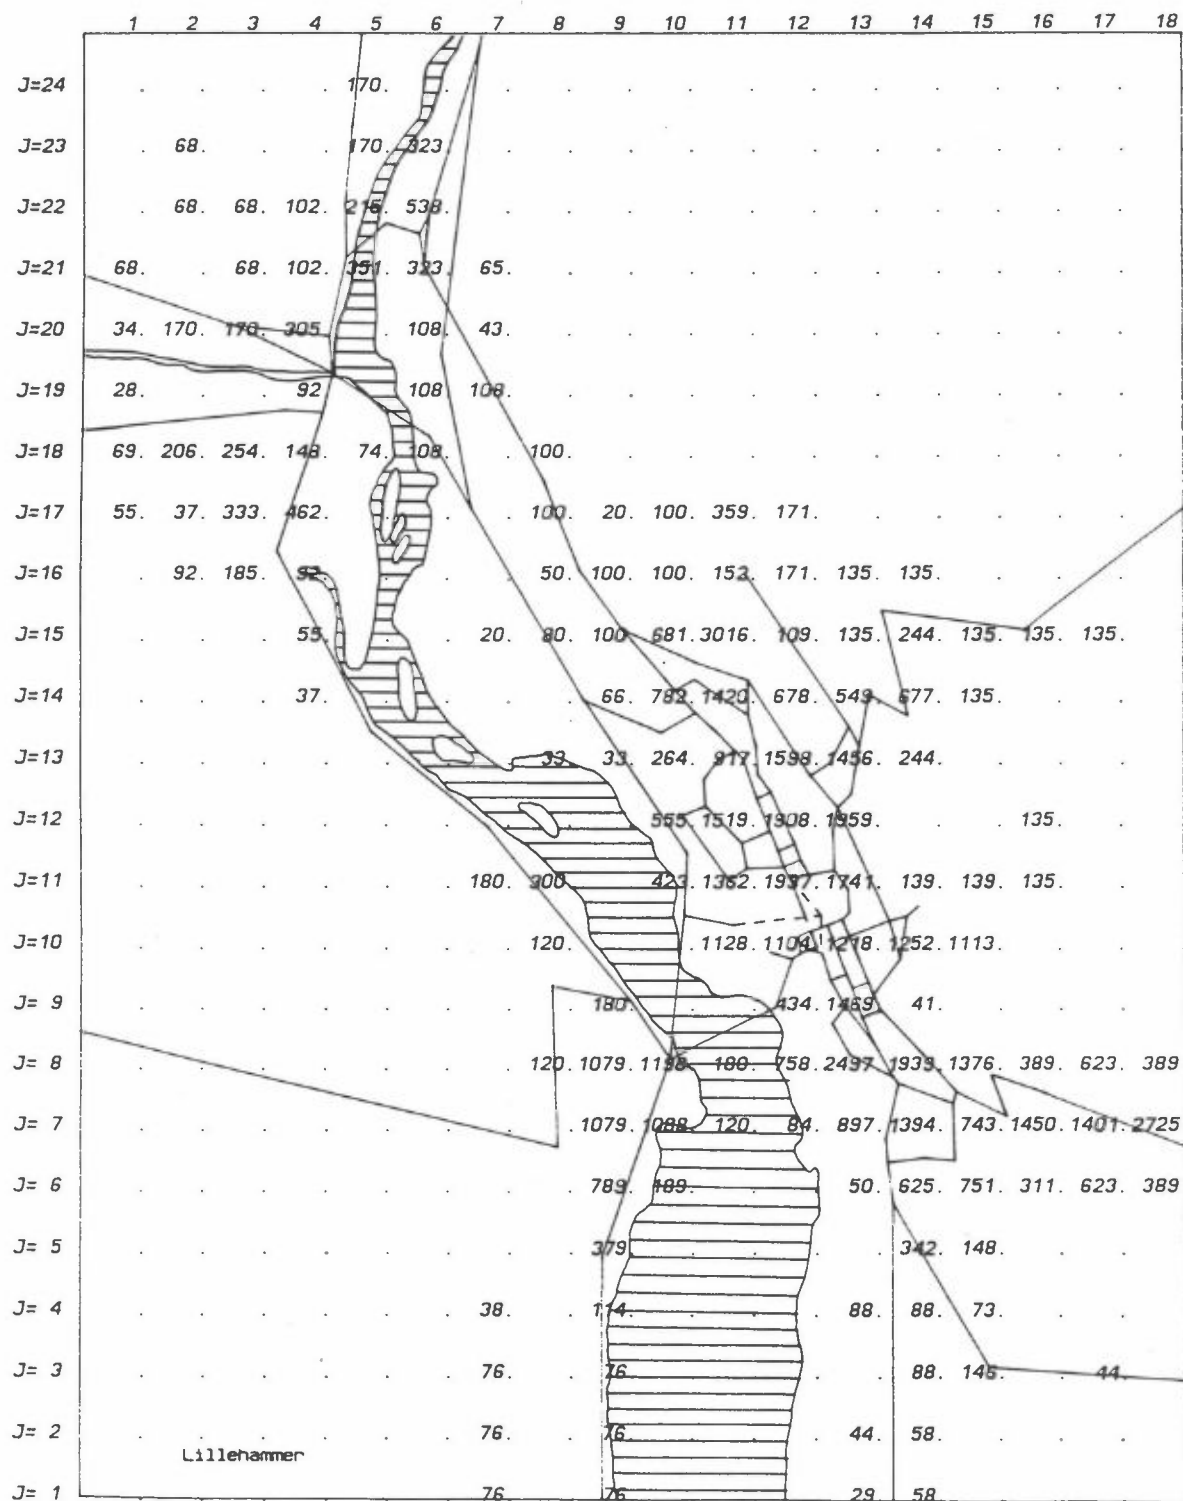 1 2 3 4 5 6 7 8 9 10 11 12 13 14 15 16 17 18
J=24 . . . . 170. . . . . . . . . . . . .
J=23 . 68. . . 170. 323 . . . . . . . . . . .
J=22 . 68. 68. 102. 215 538. . . . . . . . . . . .
J=21 68. . 68. 102. 351 323 65. . . . . . . . . . .
J=20 34. 170. 170. 305 . 108. 43. . . . . . . . . . .
J=19 28. . . 92 . 108 108 . . . . . . . . . .
J=18 69. 206. 254. 148 74. 108 . 100. . . . . . . . . .
J=17 55. 37. 333. 462. . . . 100. 20. 100. 359. 171. . . . . .
J=16 . 92. 185. 92 . . . 50. 100. 100. 153. 171. 135. 135. . . .
J=15 . . . 55. . . 20. 80. 100 681. 3016. 109. 135. 244. 135. 135. 135.
J=14 . . . 37. . . . . 66. 782. 1420. 678. 549. 677. 135. . .
J=13 . . . . . . . 33. 33. 264. 917. 1598. 1456. 244. . . .
J=12 . . . . . . . . . 555. 1519. 1908. 1959. . . 135. .
J=11 . . . . . . 180. 300 . 423. 1362. 1937. 1741. 139. 139. 135. .
J=10 . . . . . . . 120. . . 1128. 1104. 1218. 1252. 1113. . .
J= 9 . . . . . . . . 180. . . 434. 1469. 41. . . .
J= 8 . . . . . . . 120. 1079. 1198. 180. 758. 2497. 1939. 1376. 389. 623. 389
J= 7 . . . . . . . . 1079. 1088. 120. 84. 897. 1394. 743. 1450. 1401. 2725
J= 6 . . . . . . . . 789. 189. . . 50. 625. 751. 311. 623. 389
J= 5 . . . . . . . . 379 . . . . 342. 148. . .
J= 4 . . . . . . 38. . 114 . . . 88. 88. 73. . .
J= 3 . . . . . . 76. . 76 . . . . 88. 146. . 44.
J= 2 . . . . . . 76. . 76 . . . 44. 58. . . .
Lillehammer
J= 1 76 76 29 58